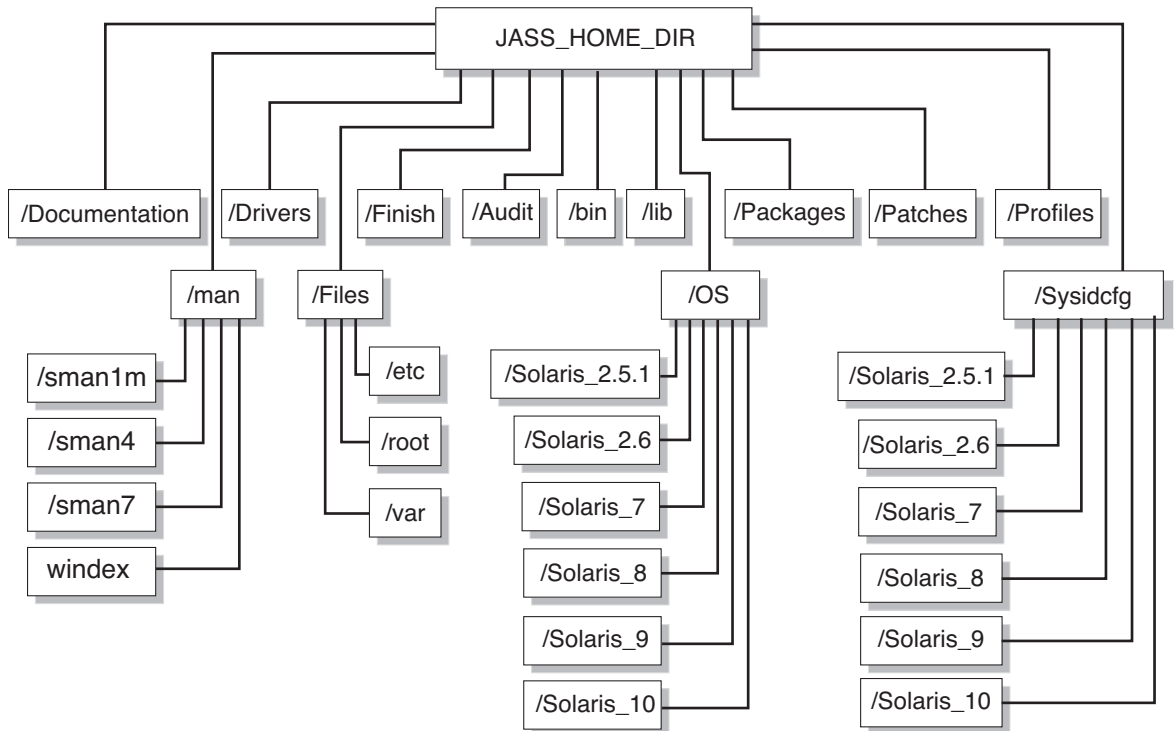 JASS_HOME_DIR
/Documentation
/Drivers
/Finish
/Audit
/bin
/lib
/Packages
/Patches
/Profiles
/man
/Files
/OS
/Sysidcfg
/sman1m
/sman4
/sman7
windex
/etc
/root
/var
/Solaris_2.5.1
/Solaris_2.6
/Solaris_7
/Solaris_8
/Solaris_9
/Solaris_10
/Solaris_2.5.1
/Solaris_2.6
/Solaris_7
/Solaris_8
/Solaris_9
/Solaris_10